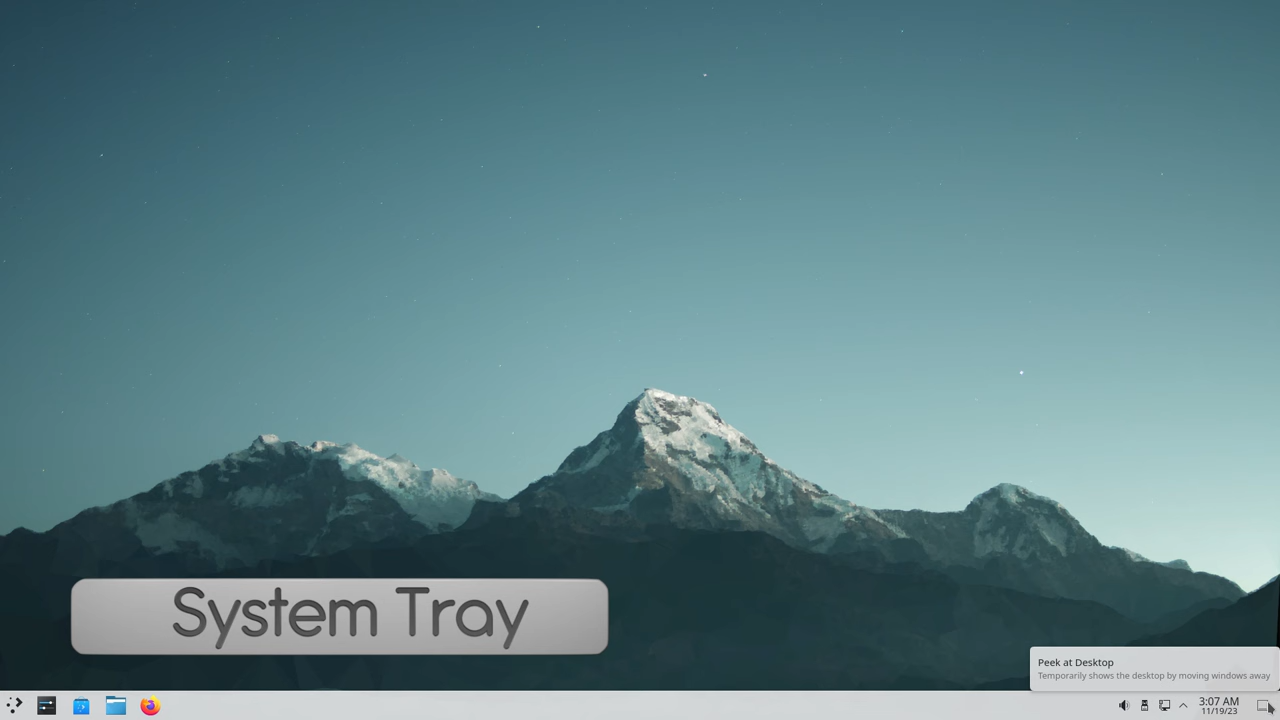 System Tray
Peek at Desktop
Temporarily shows the desktop by moving windows away
3:07 AM
11/19/23